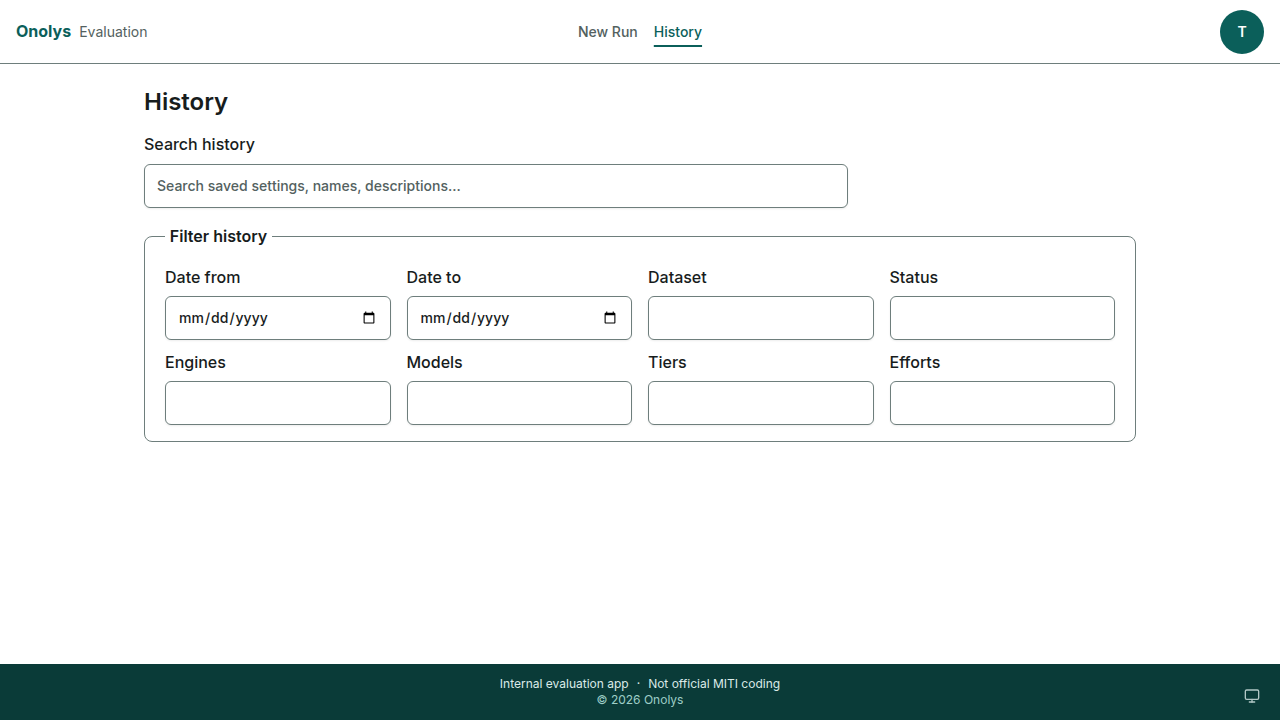 Onolys Evaluation New Run History T
History
Search history
Search saved settings, names, descriptions...
Filter history
Date from Date to Dataset Status
mm/dd/yyyy mm/dd/yyyy
Engines Models Tiers Efforts
Internal evaluation app · Not official MITI coding
© 2026 Onolys